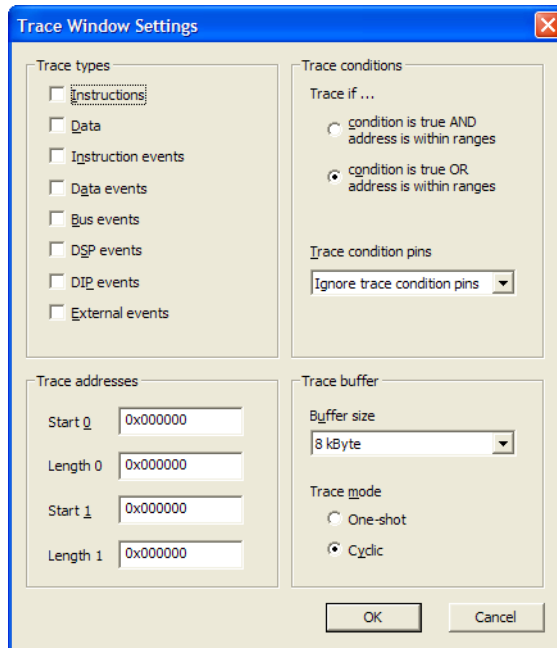 Trace Window Settings
Trace types
Instructions
Data
Instruction events
Data events
Bus events
DSP events
DIP events
External events
Trace conditions
Trace if ...
condition is true AND
address is within ranges
condition is true OR
address is within ranges
Trace condition pins
Ignore trace condition pins
Trace addresses
Start 0
0x000000
Length 0
0x000000
Start 1
0x000000
Length 1
0x000000
Trace buffer
Buffer size
8 kByte
Trace mode
One-shot
Cyclic
OK
Cancel